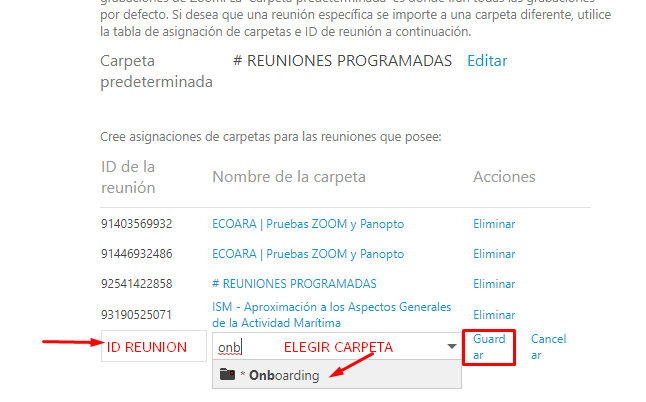 grabaciones de Zoom. La "Carpeta predeterminada" es donde irán todas las grabaciones
por defecto. Si desea que una reunión específica se importe a una carpeta diferente, utilice
la tabla de asignación de carpetas e ID de reunión a continuación.
Carpeta predeterminada # REUNIONES PROGRAMADAS Editar
Cree asignaciones de carpetas para las reuniones que posee:
ID de la reunión Nombre de la carpeta Acciones
91403569932 ECOARA | Pruebas ZOOM y Panopto Eliminar
91446932486 ECOARA | Pruebas ZOOM y Panopto Eliminar
92541422858 # REUNIONES PROGRAMADAS Eliminar
93190525071 ISM - Aproximación a los Aspectos Generales de la Actividad Marítima Eliminar
ID REUNION onb ELEGIR CARPETA Guardar Cancelar
* Onboarding